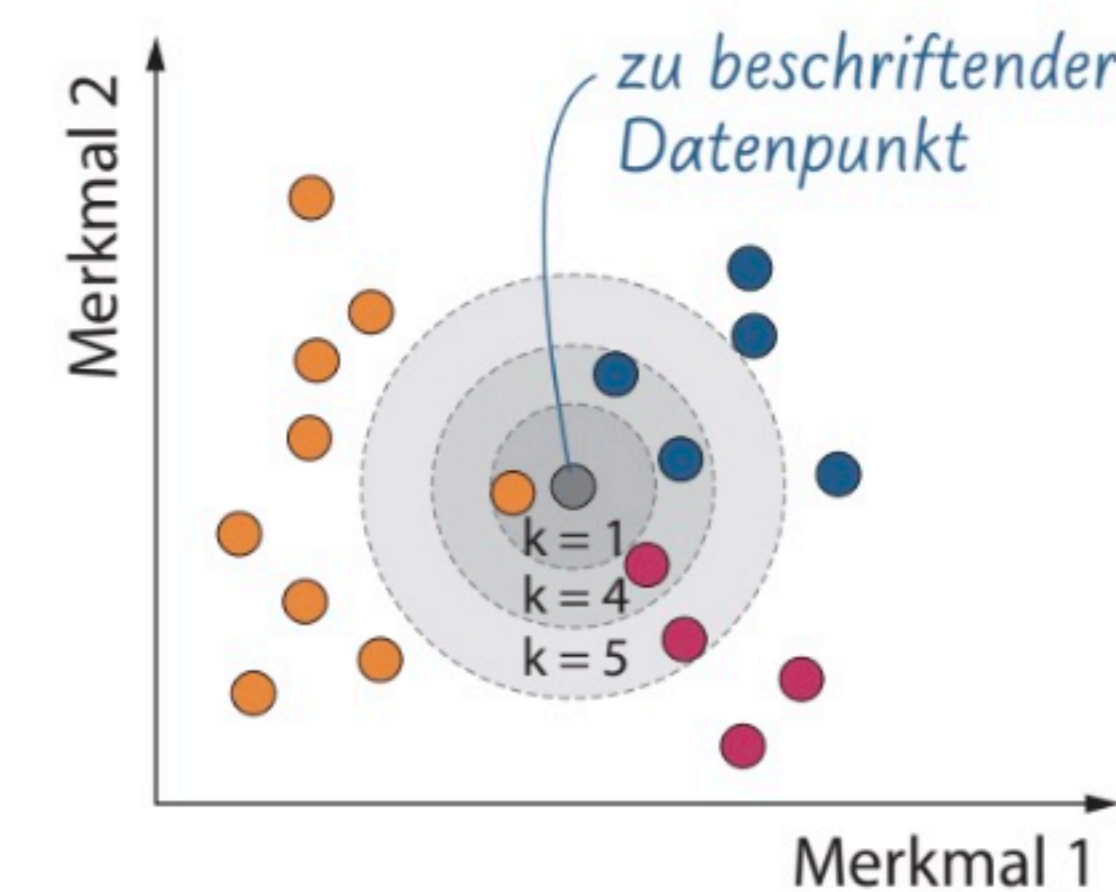 zu beschriftender
Datenpunkt
Merkmal 2
k = 1
k = 4
k = 5
Merkmal 1